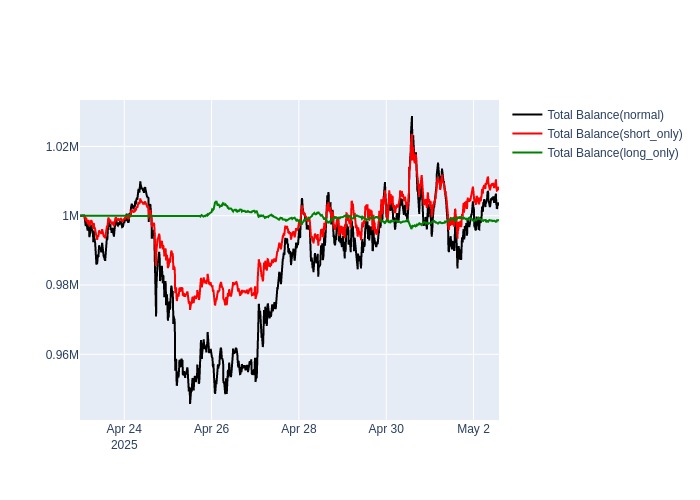 Total Balance(normal)
Total Balance(short_only)
Total Balance(long_only)
1.02M
1M
0.98M
0.96M
Apr 24
2025
Apr 26
Apr 28
Apr 30
May 2